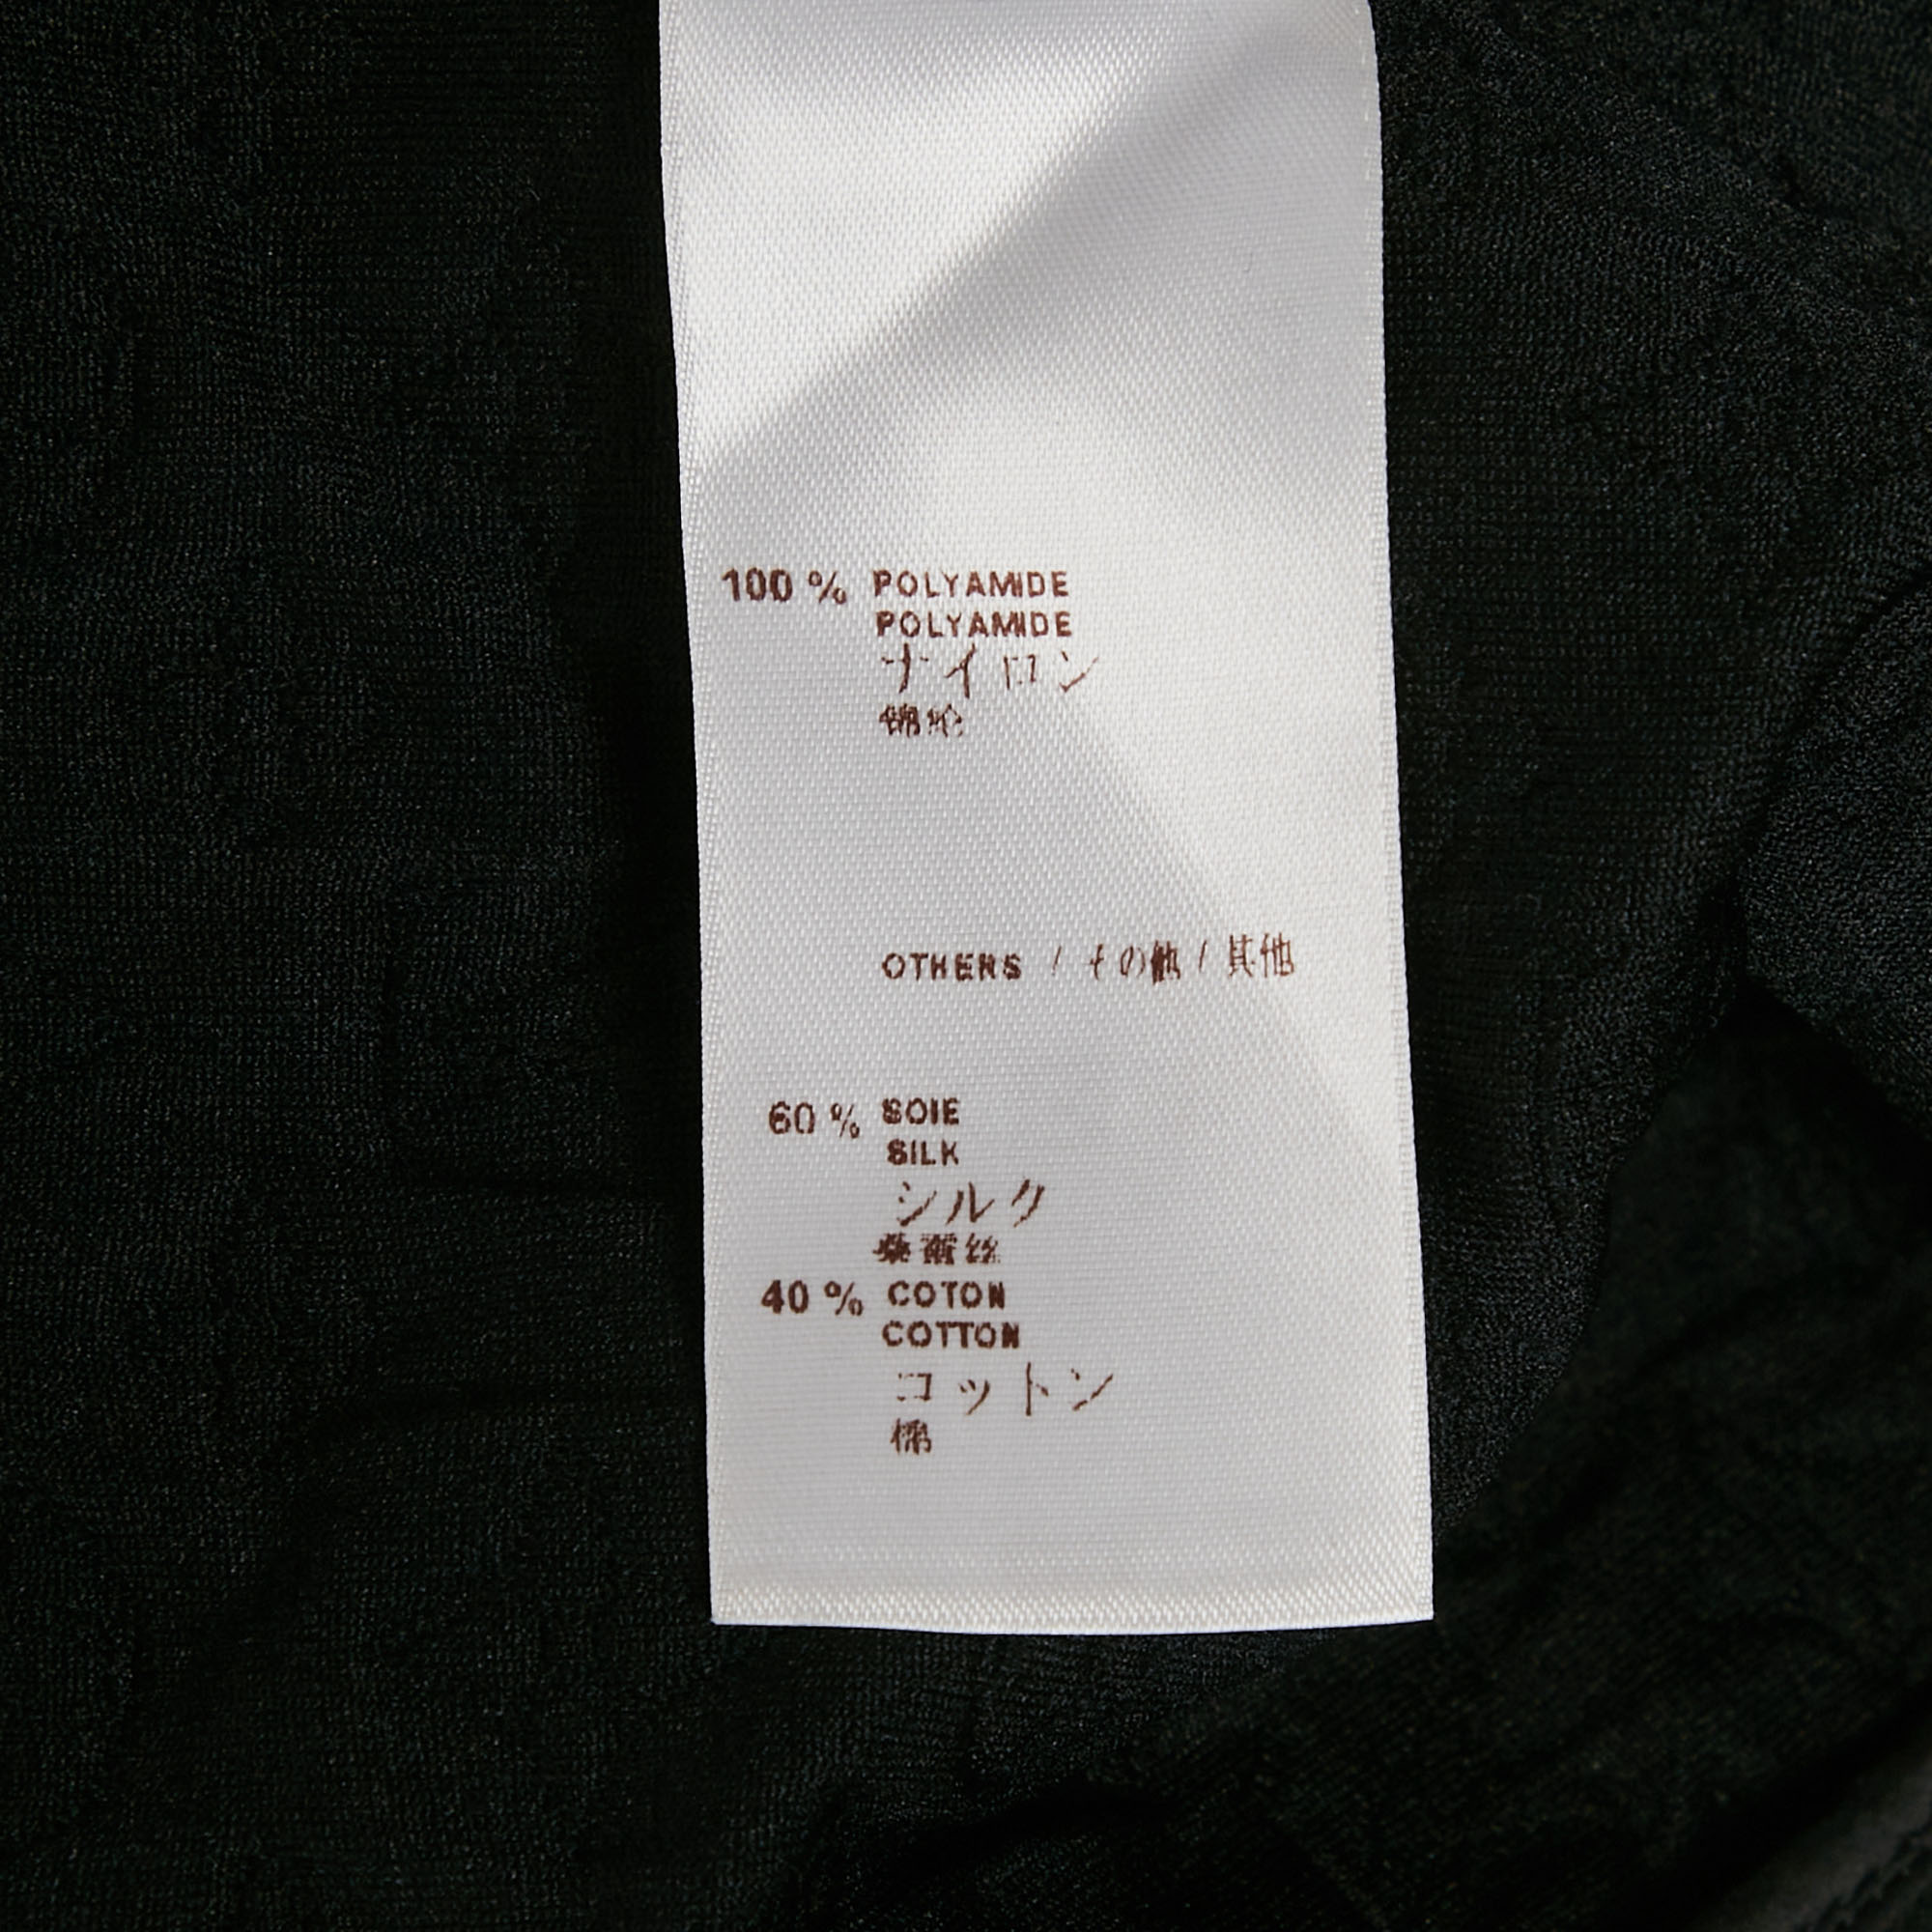 100 % POLYAMIDE
POLYAMIDE
ナイロン
锦纶
OTHERS / その他 / 其他
60 % SOIE
SILK
シルク
桑蚕丝
40 % COTON
COTTON
コットン
棉